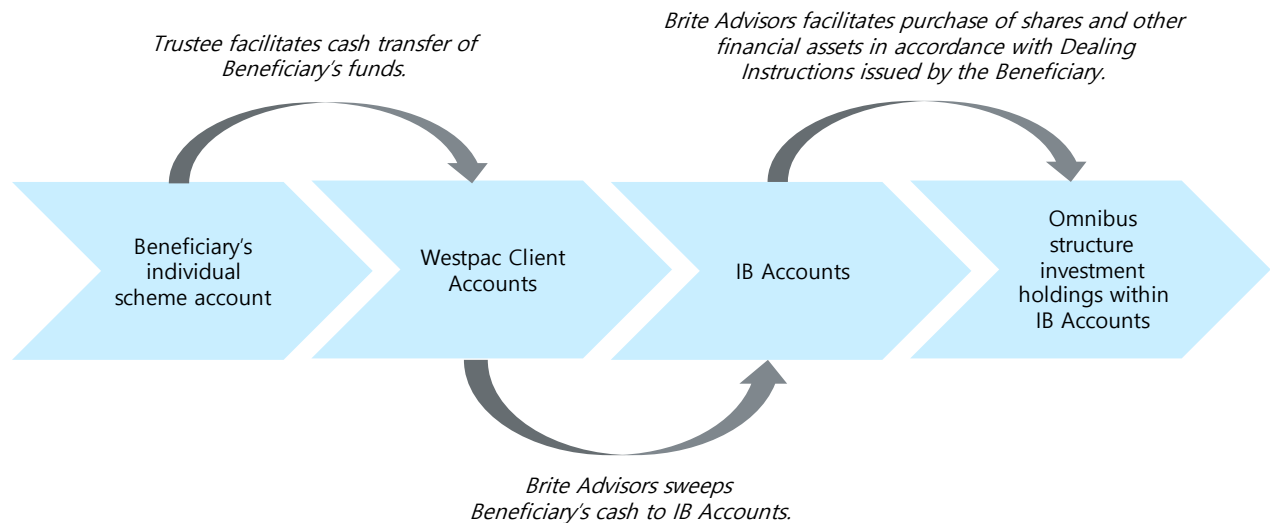 Trustee facilitates cash transfer of
Beneficiary's funds.
Brite Advisors facilitates purchase of shares and other
financial assets in accordance with Dealing
Instructions issued by the Beneficiary.
Beneficiary's
individual
scheme account
Westpac Client
Accounts
IB Accounts
Omnibus
structure
investment
holdings within
IB Accounts
Brite Advisors sweeps
Beneficiary's cash to IB Accounts.